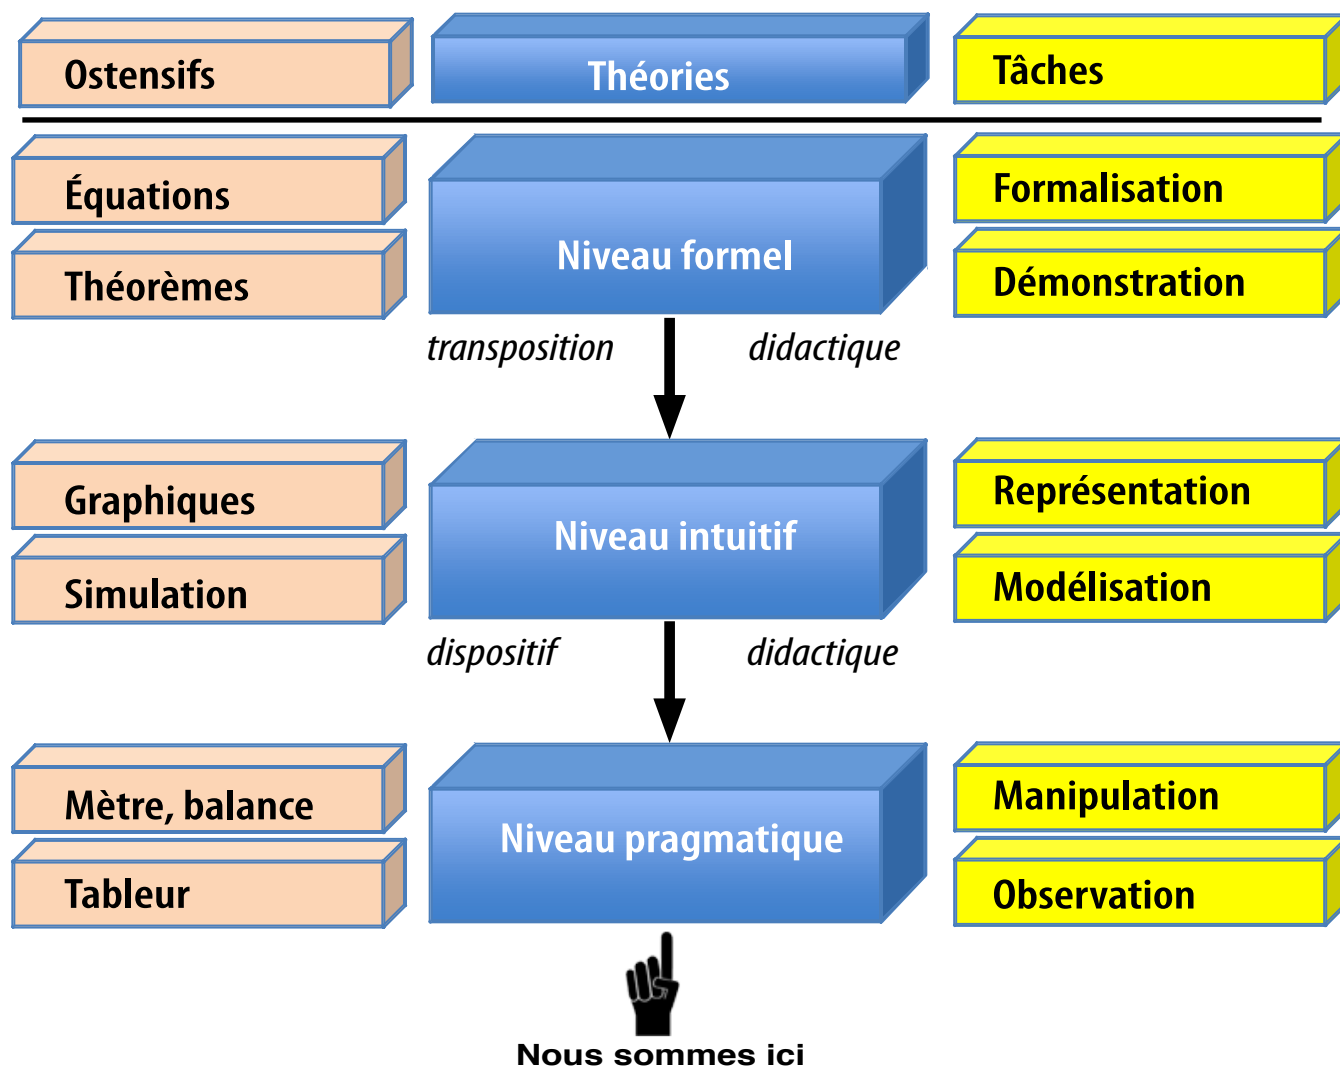 Ostensifs
Théories
Tâches
Équations
Théorèmes
Niveau formel
Formalisation
Démonstration
transposition didactique
Graphiques
Simulation
Niveau intuitif
Représentation
Modélisation
dispositif didactique
Mètre, balance
Tableur
Niveau pragmatique
Manipulation
Observation
Nous sommes ici